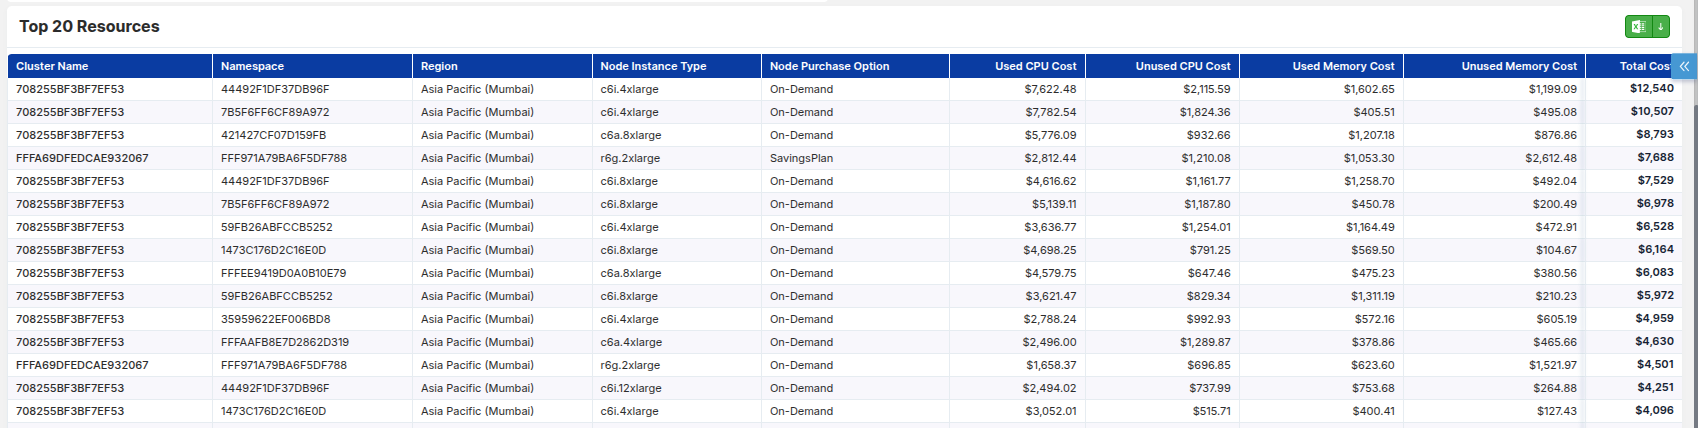 Top 20 Resources
Cluster Name Namespace Region Node Instance Type Node Purchase Option Used CPU Cost Unused CPU Cost Used Memory Cost Unused Memory Cost Total Cost
708255BF3BF7EF53 44492F1DF37DB96F Asia Pacific (Mumbai) c6i.4xlarge On-Demand $7,622.48 $2,115.59 $1,602.65 $1,199.09 $12,540
708255BF3BF7EF53 7B5F6FF6CF89A972 Asia Pacific (Mumbai) c6i.4xlarge On-Demand $7,782.54 $1,824.36 $405.51 $495.08 $10,507
708255BF3BF7EF53 421427CF07D159FB Asia Pacific (Mumbai) c6a.8xlarge On-Demand $5,776.09 $932.66 $1,207.18 $876.86 $8,793
FFFA69DFEDCAE932067 FFF971A79BA6F5DF788 Asia Pacific (Mumbai) r6g.2xlarge SavingsPlan $2,812.44 $1,210.08 $1,053.30 $2,612.48 $7,688
708255BF3BF7EF53 44492F1DF37DB96F Asia Pacific (Mumbai) c6i.8xlarge On-Demand $4,616.62 $1,161.77 $1,258.70 $492.04 $7,529
708255BF3BF7EF53 7B5F6FF6CF89A972 Asia Pacific (Mumbai) c6i.8xlarge On-Demand $5,139.11 $1,187.80 $450.78 $200.49 $6,978
708255BF3BF7EF53 59FB26ABFCCB5252 Asia Pacific (Mumbai) c6i.4xlarge On-Demand $3,636.77 $1,254.01 $1,164.49 $472.91 $6,528
708255BF3BF7EF53 1473C176D2C16E0D Asia Pacific (Mumbai) c6i.8xlarge On-Demand $4,698.25 $791.25 $569.50 $104.67 $6,164
708255BF3BF7EF53 FFFEE9419D0A0B10E79 Asia Pacific (Mumbai) c6a.8xlarge On-Demand $4,579.75 $647.46 $475.23 $380.56 $6,083
708255BF3BF7EF53 59FB26ABFCCB5252 Asia Pacific (Mumbai) c6i.8xlarge On-Demand $3,621.47 $829.34 $1,311.19 $210.23 $5,972
708255BF3BF7EF53 35959622EF006BD8 Asia Pacific (Mumbai) c6i.4xlarge On-Demand $2,788.24 $992.93 $572.16 $605.19 $4,959
708255BF3BF7EF53 FFFAAFB8E7D2862D319 Asia Pacific (Mumbai) c6a.4xlarge On-Demand $2,496.00 $1,289.87 $378.86 $465.66 $4,630
FFFA69DFEDCAE932067 FFF971A79BA6F5DF788 Asia Pacific (Mumbai) r6g.2xlarge On-Demand $1,658.37 $696.85 $623.60 $1,521.97 $4,501
708255BF3BF7EF53 44492F1DF37DB96F Asia Pacific (Mumbai) c6i.12xlarge On-Demand $2,494.02 $737.99 $753.68 $264.88 $4,251
708255BF3BF7EF53 1473C176D2C16E0D Asia Pacific (Mumbai) c6i.4xlarge On-Demand $3,052.01 $515.71 $400.41 $127.43 $4,096